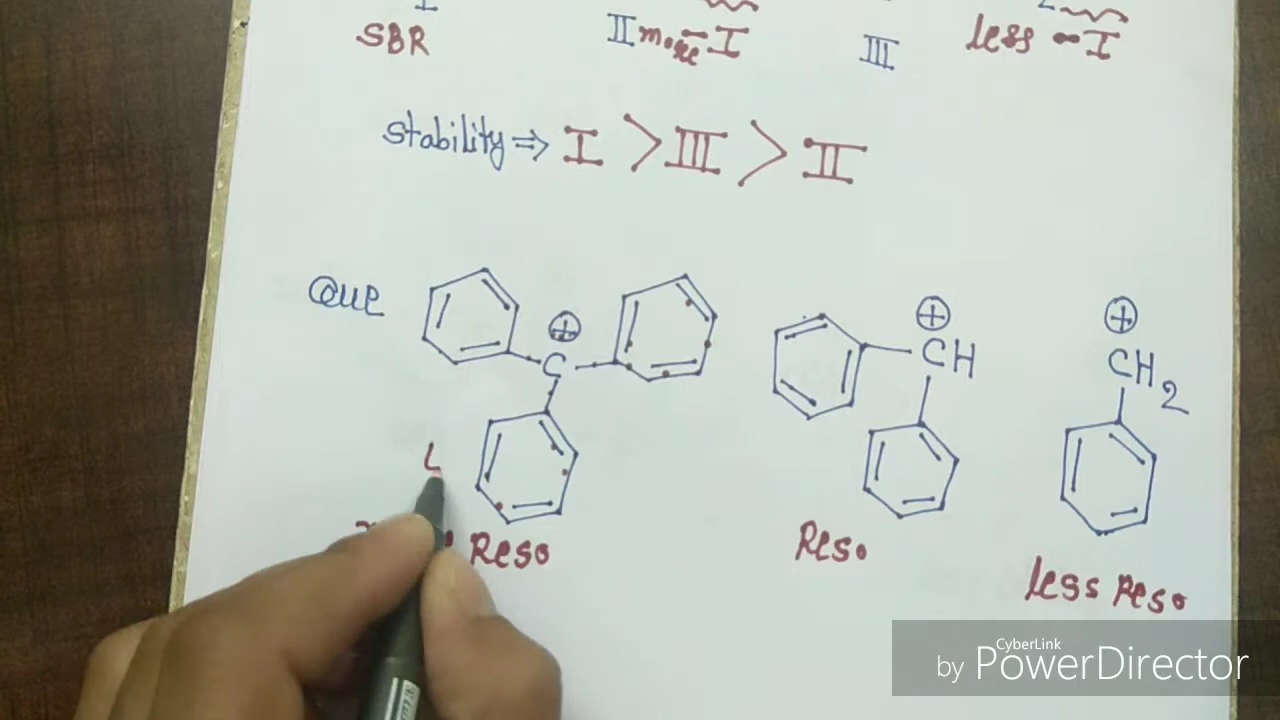 SBR II more -I III less -I
stability ⇒ I > III > II
Que
⊕ ⊕ ⊕
C CH CH2
Reso Reso less Reso
CyberLink
by PowerDirector